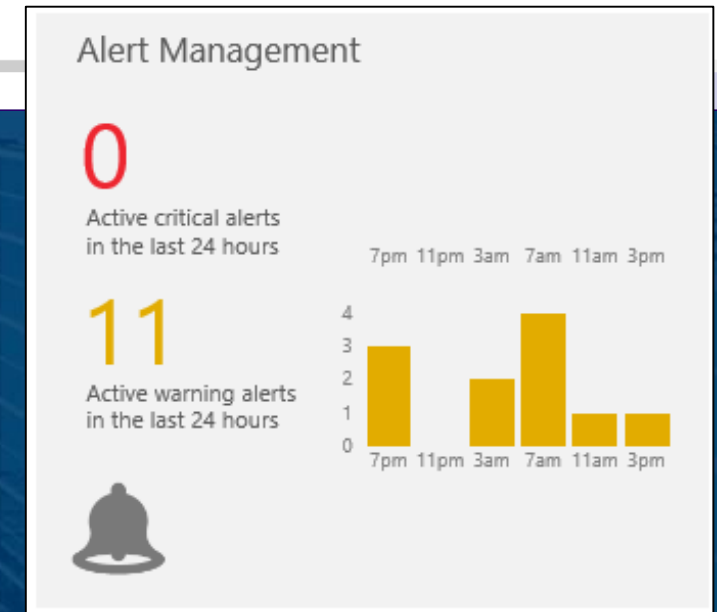 Alert Management
0
Active critical alerts
in the last 24 hours
7pm 11pm 3am 7am 11am 3pm
11
Active warning alerts
in the last 24 hours
4
3
2
1
0
7pm 11pm 3am 7am 11am 3pm